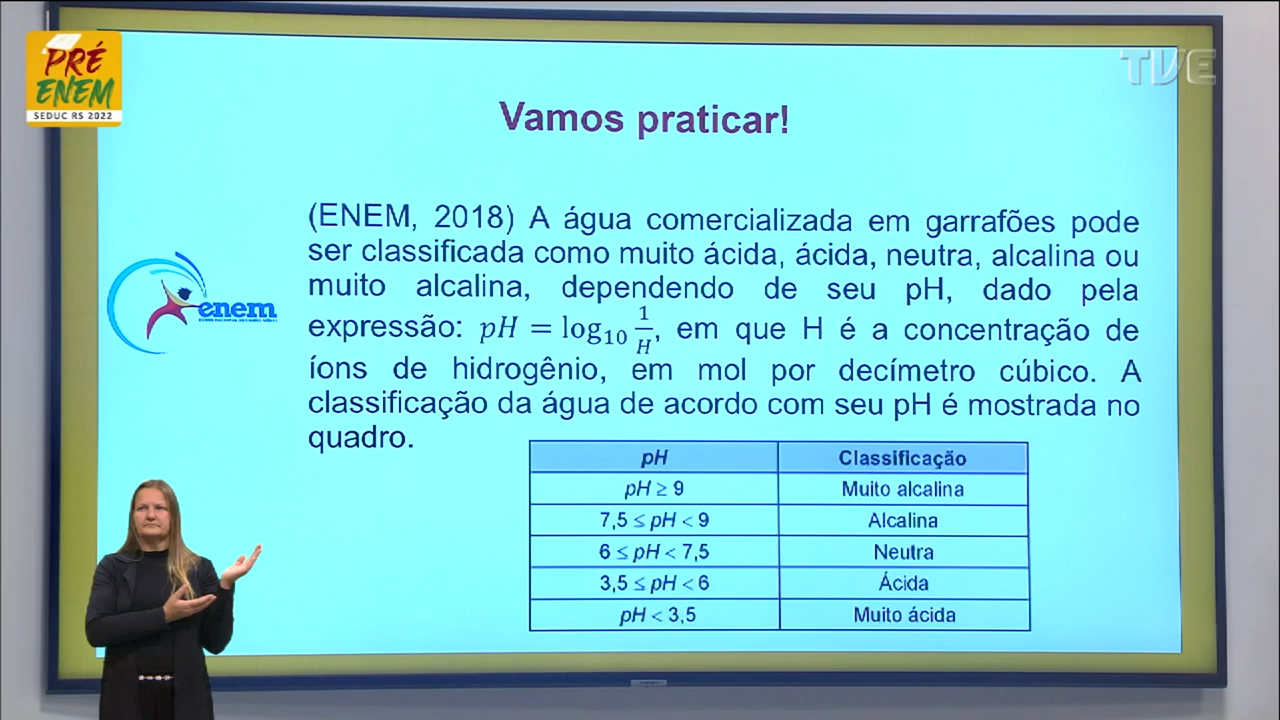 PRÉ
ENEM
SEDUC RS 2022
TVE
Vamos praticar!
(ENEM, 2018) A água comercializada em garrafões pode
ser classificada como muito ácida, ácida, neutra, alcalina ou
muito alcalina, dependendo de seu pH, dado pela
expressão: pH = log₁₀ 1/H, em que H é a concentração de
íons de hidrogênio, em mol por decímetro cúbico. A
classificação da água de acordo com seu pH é mostrada no
quadro.
enem
pH Classificação
pH ≥ 9 Muito alcalina
7,5 ≤ pH < 9 Alcalina
6 ≤ pH < 7,5 Neutra
3,5 ≤ pH < 6 Ácida
pH < 3,5 Muito ácida